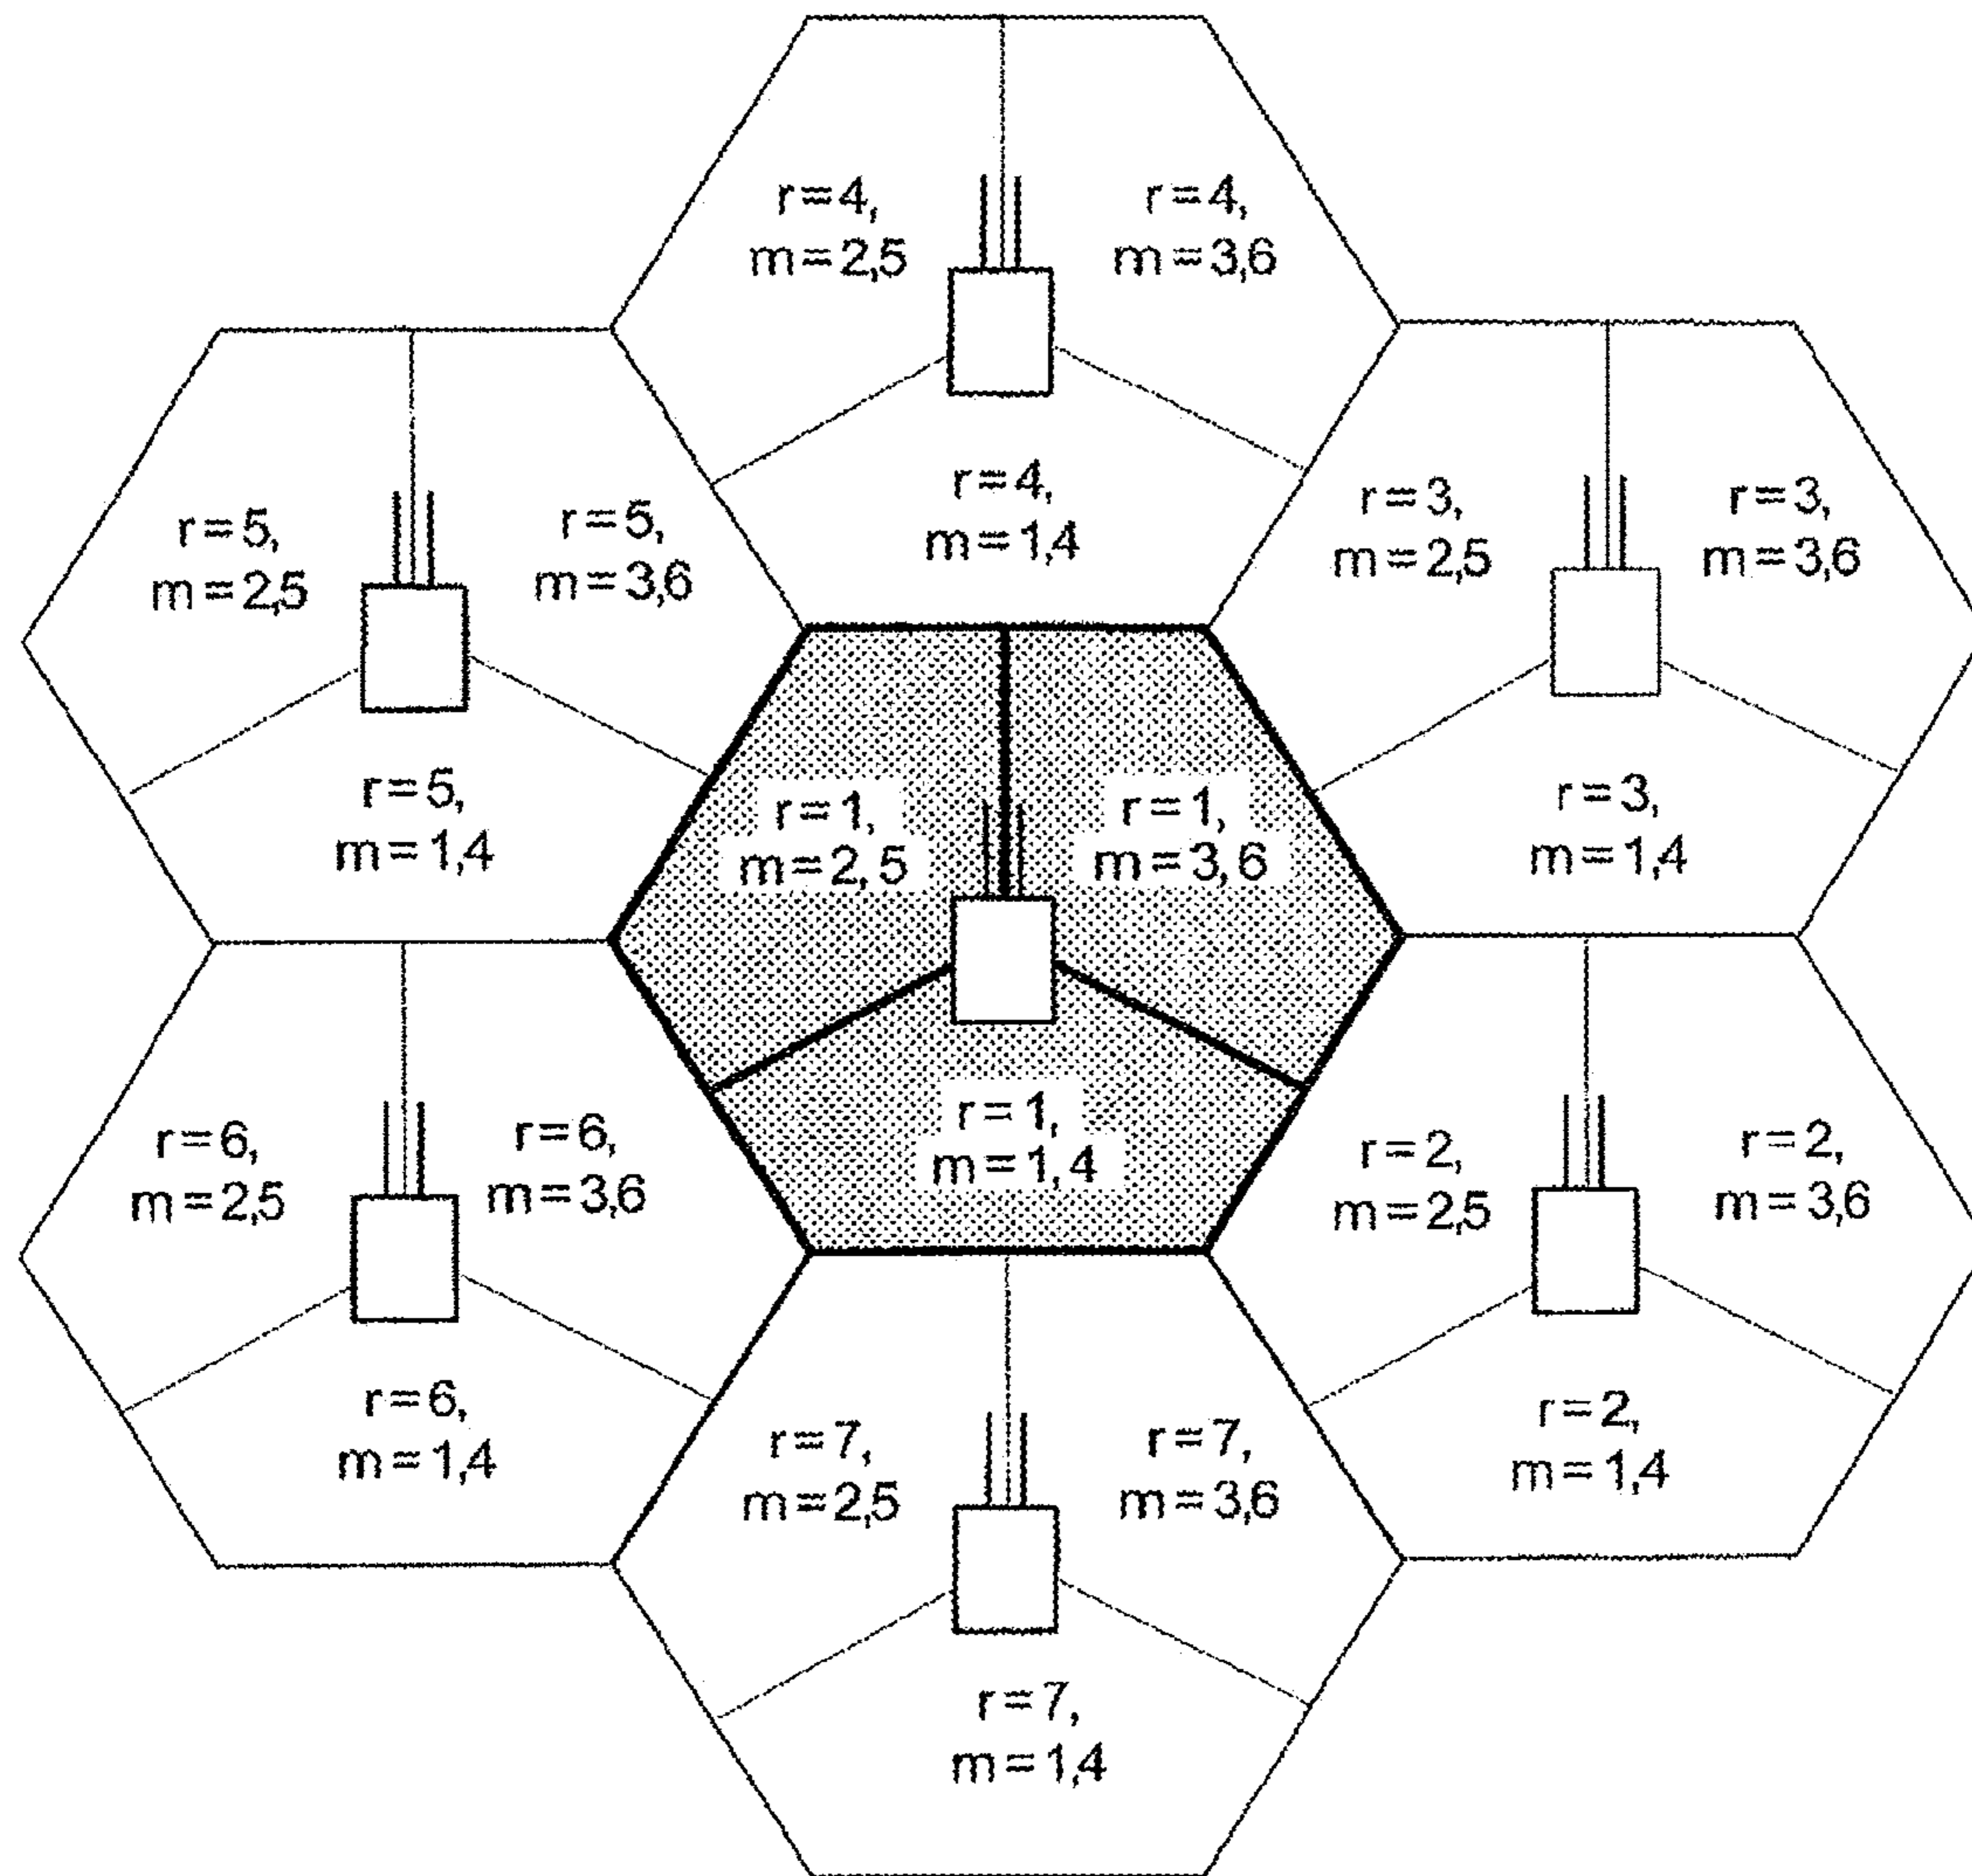 r=4,
m=2,5
r=4,
m=3,6
r=4,
m=1,4
r=5,
m=2,5
r=5,
m=3,6
r=5,
m=1,4
r=3,
m=2,5
r=3,
m=3,6
r=3,
m=1,4
r=1,
m=2,5
r=1,
m=3,6
r=1,
m=1,4
r=6,
m=2,5
r=6,
m=3,6
r=6,
m=1,4
r=2,
m=2,5
r=2,
m=3,6
r=2,
m=1,4
r=7,
m=2,5
r=7,
m=3,6
r=7,
m=1,4